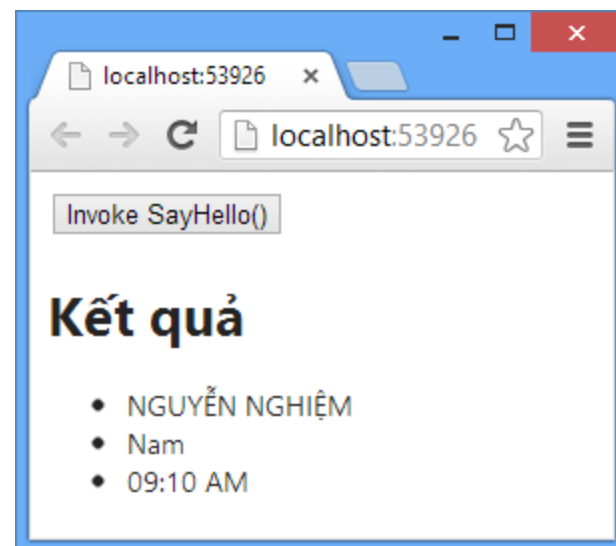 localhost:53926
localhost:53926
Invoke SayHello()
Kết quả
NGUYỄN NGHIỆM
Nam
09:10 AM